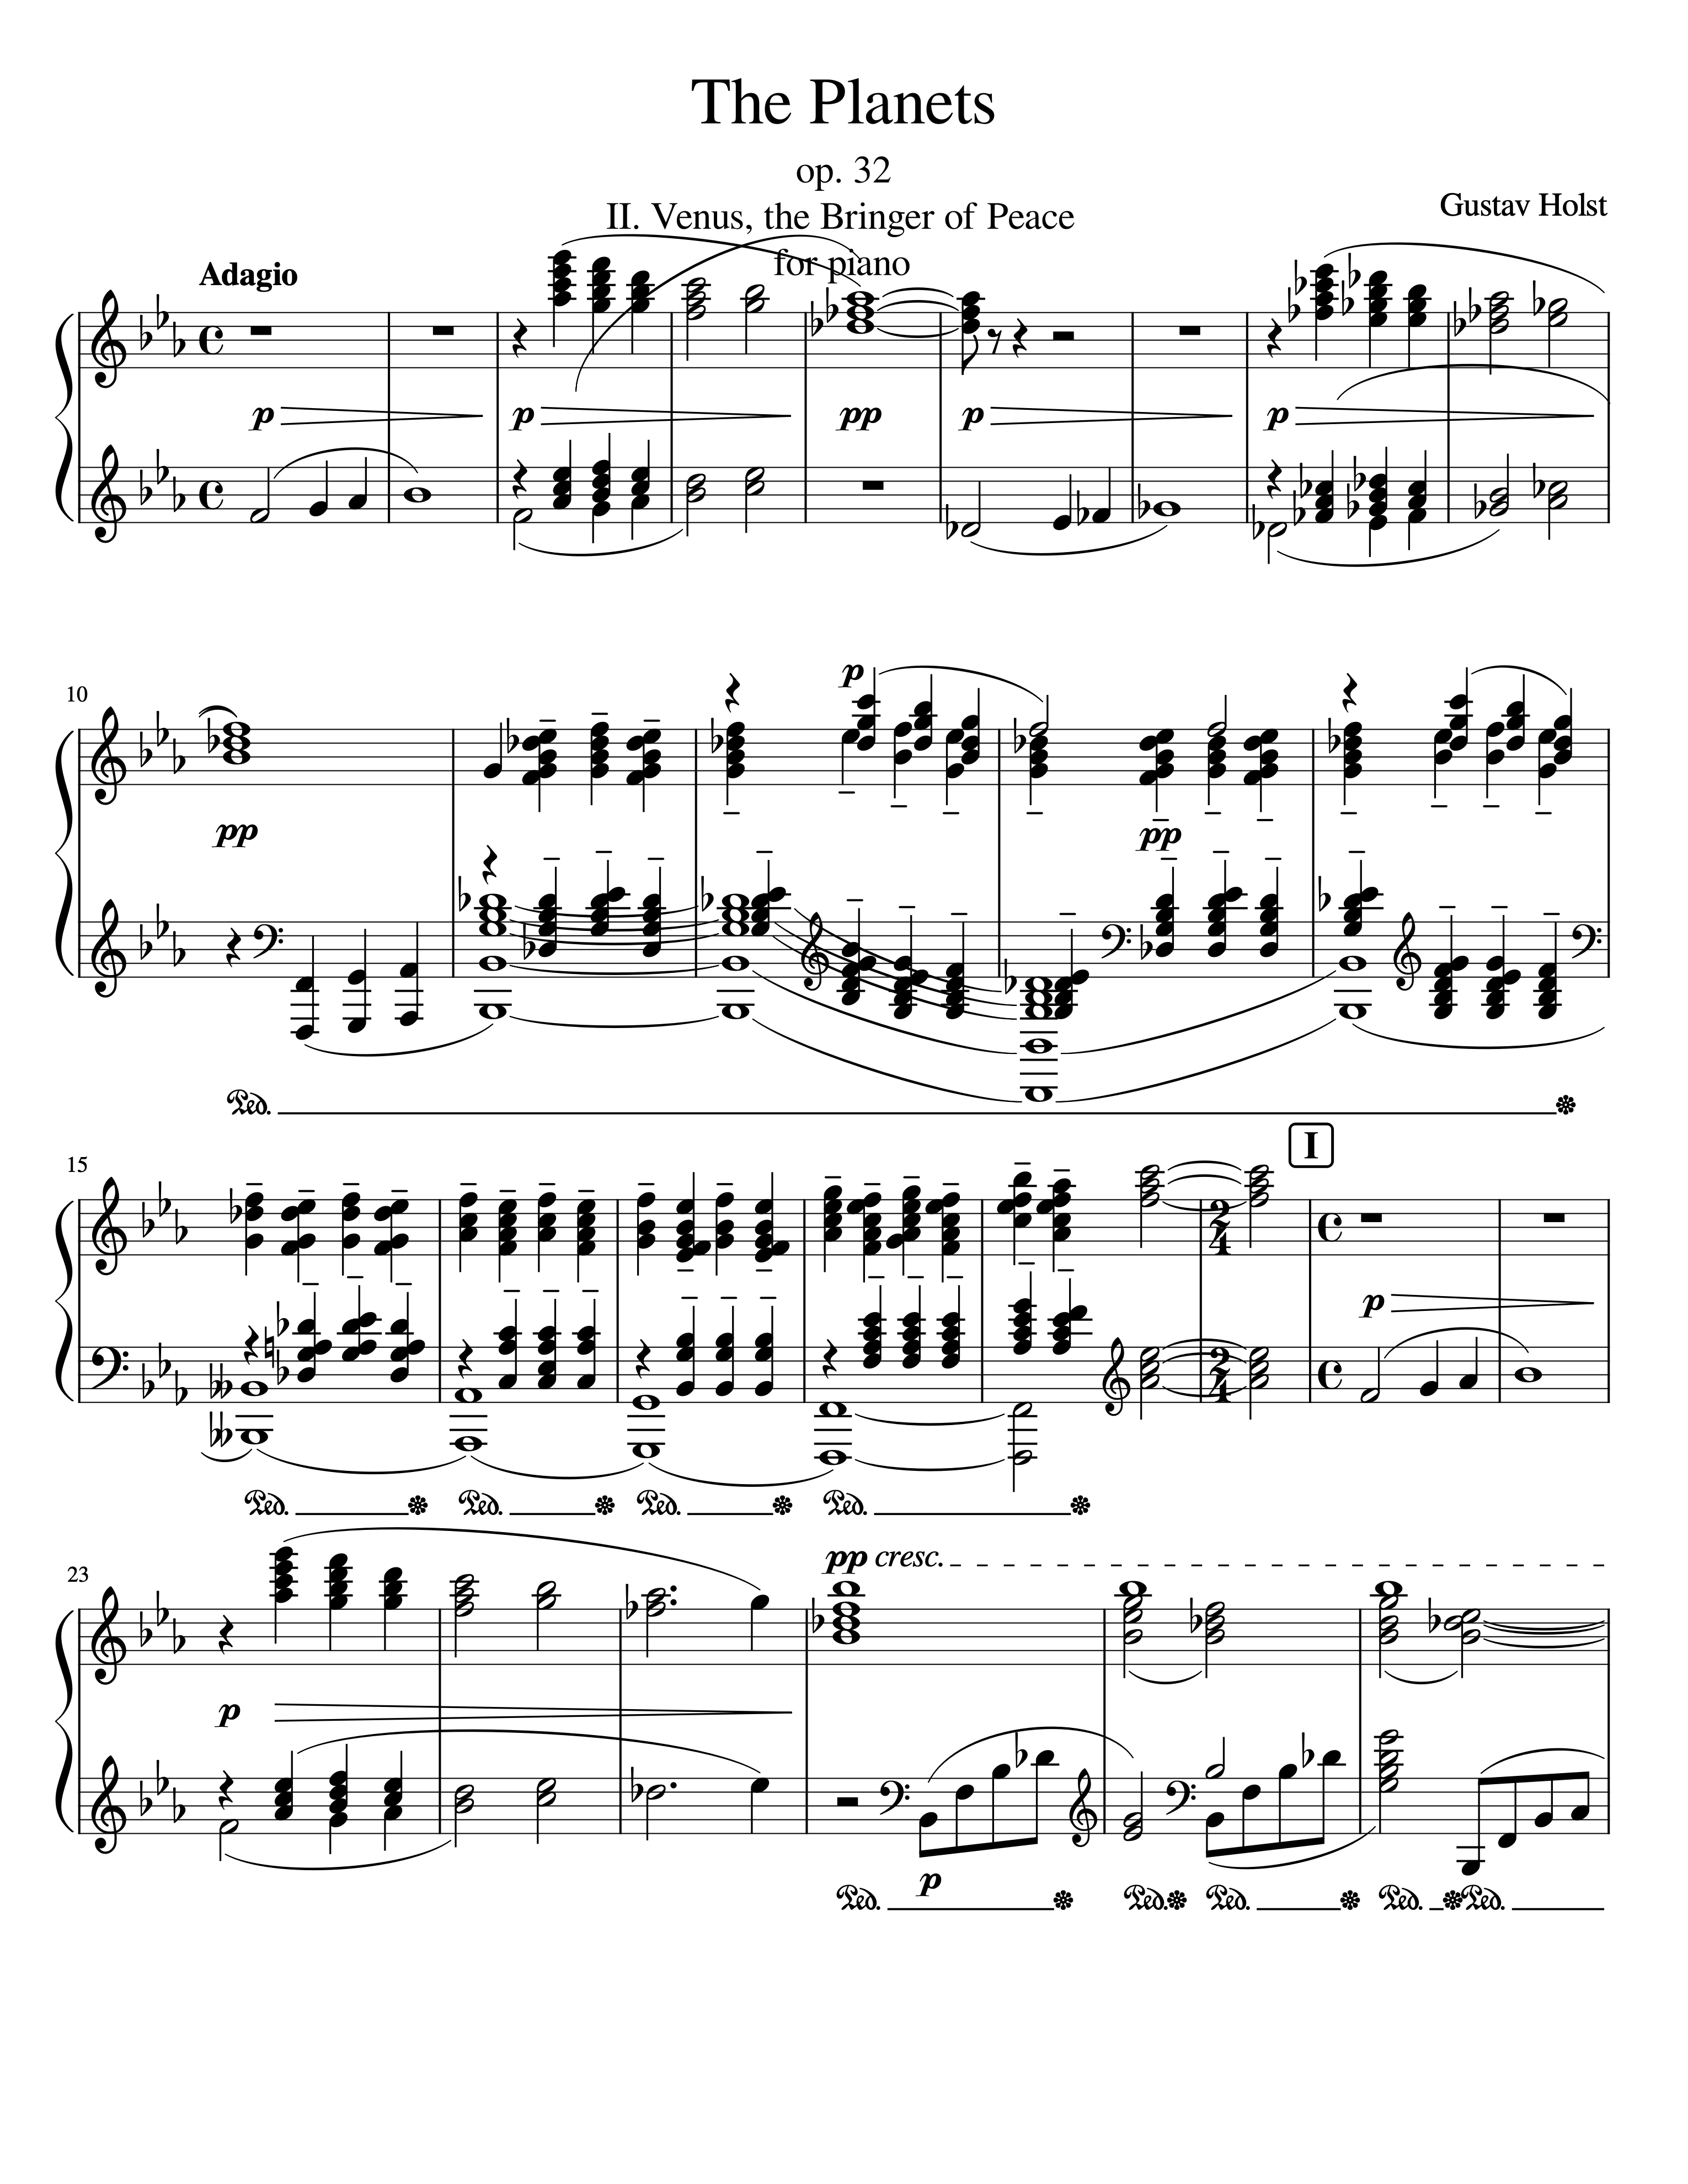 The Planets
op. 32
II. Venus, the Bringer of Peace
Gustav Holst
for piano
Adagio
p p pp p p
10
p
pp pp
Ped.
I
15
p
Ped. Ped. Ped. Ped.
23
pp cresc.
p
p
Ped. Ped. Ped. Ped. Ped.